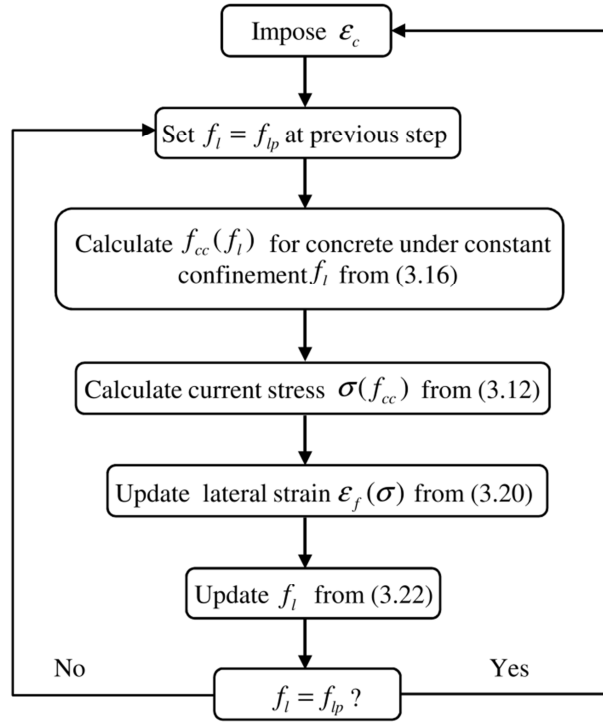 Impose ε_c
Set f_l = f_lp at previous step
Calculate f_cc(f_l) for concrete under constant
confinement f_l from (3.16)
Calculate current stress σ(f_cc) from (3.12)
Update lateral strain ε_f(σ) from (3.20)
Update f_l from (3.22)
No
Yes
f_l = f_lp ?